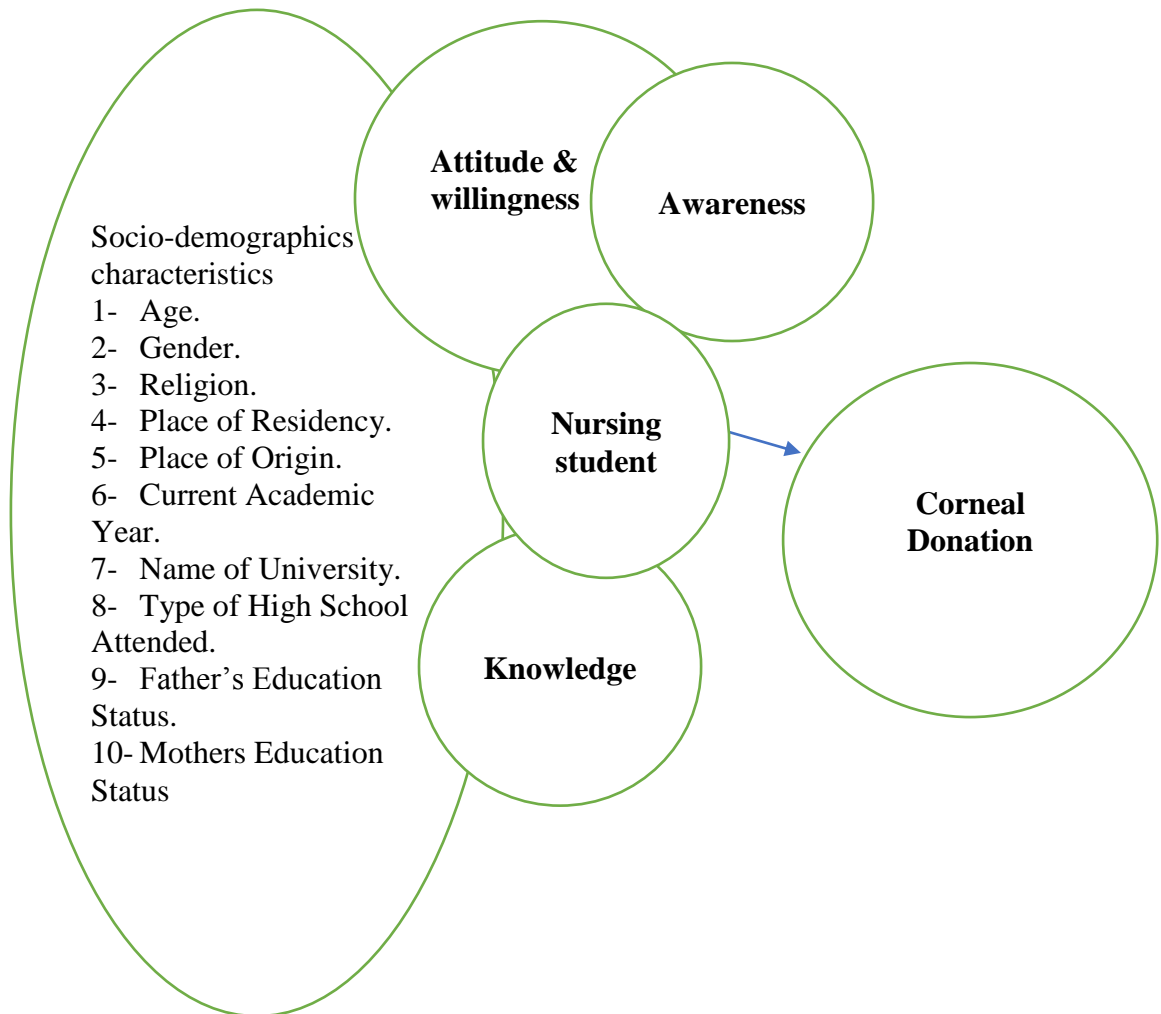 Socio-demographics
characteristics
1- Age.
2- Gender.
3- Religion.
4- Place of Residency.
5- Place of Origin.
6- Current Academic
Year.
7- Name of University.
8- Type of High School
Attended.
9- Father’s Education
Status.
10- Mothers Education
Status
Attitude &
willingness
Awareness
Nursing
student
Knowledge
Corneal
Donation